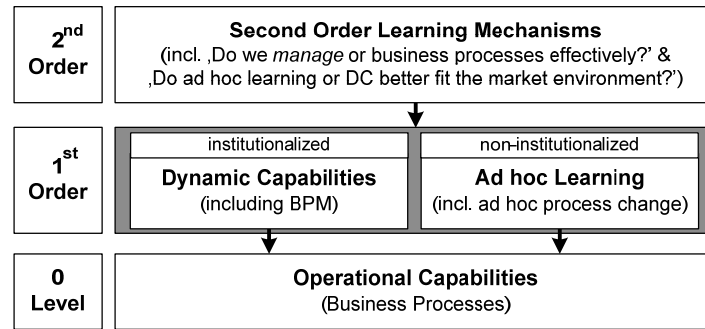 2nd Order
Second Order Learning Mechanisms
(incl. ‚Do we manage or business processes effectively?' &
‚Do ad hoc learning or DC better fit the market environment?')
1st Order
institutionalized
Dynamic Capabilities
(including BPM)
non-institutionalized
Ad hoc Learning
(incl. ad hoc process change)
0
Level
Operational Capabilities
(Business Processes)